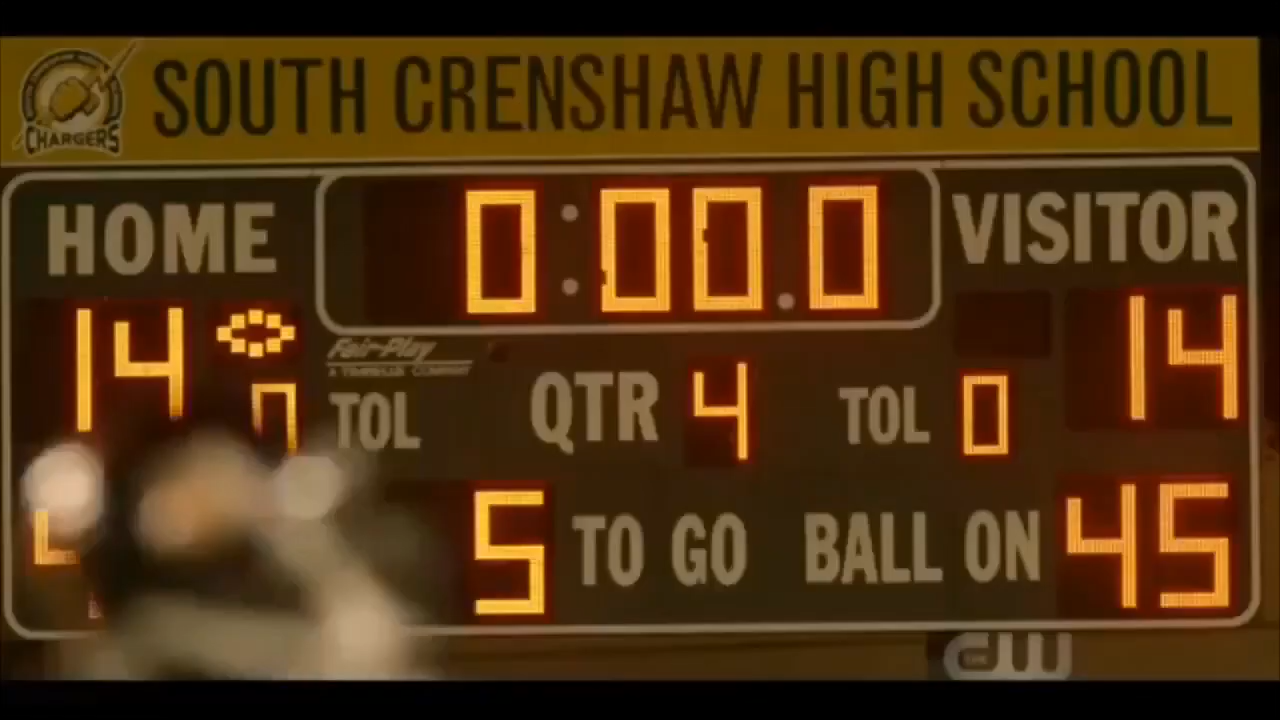 CHARGERS
SOUTH CRENSHAW HIGH SCHOOL
HOME 0:00.0 VISITOR
14 14
Fair-Play
0 TOL QTR 4 TOL 0
5 TO GO BALL ON 45
THE CW